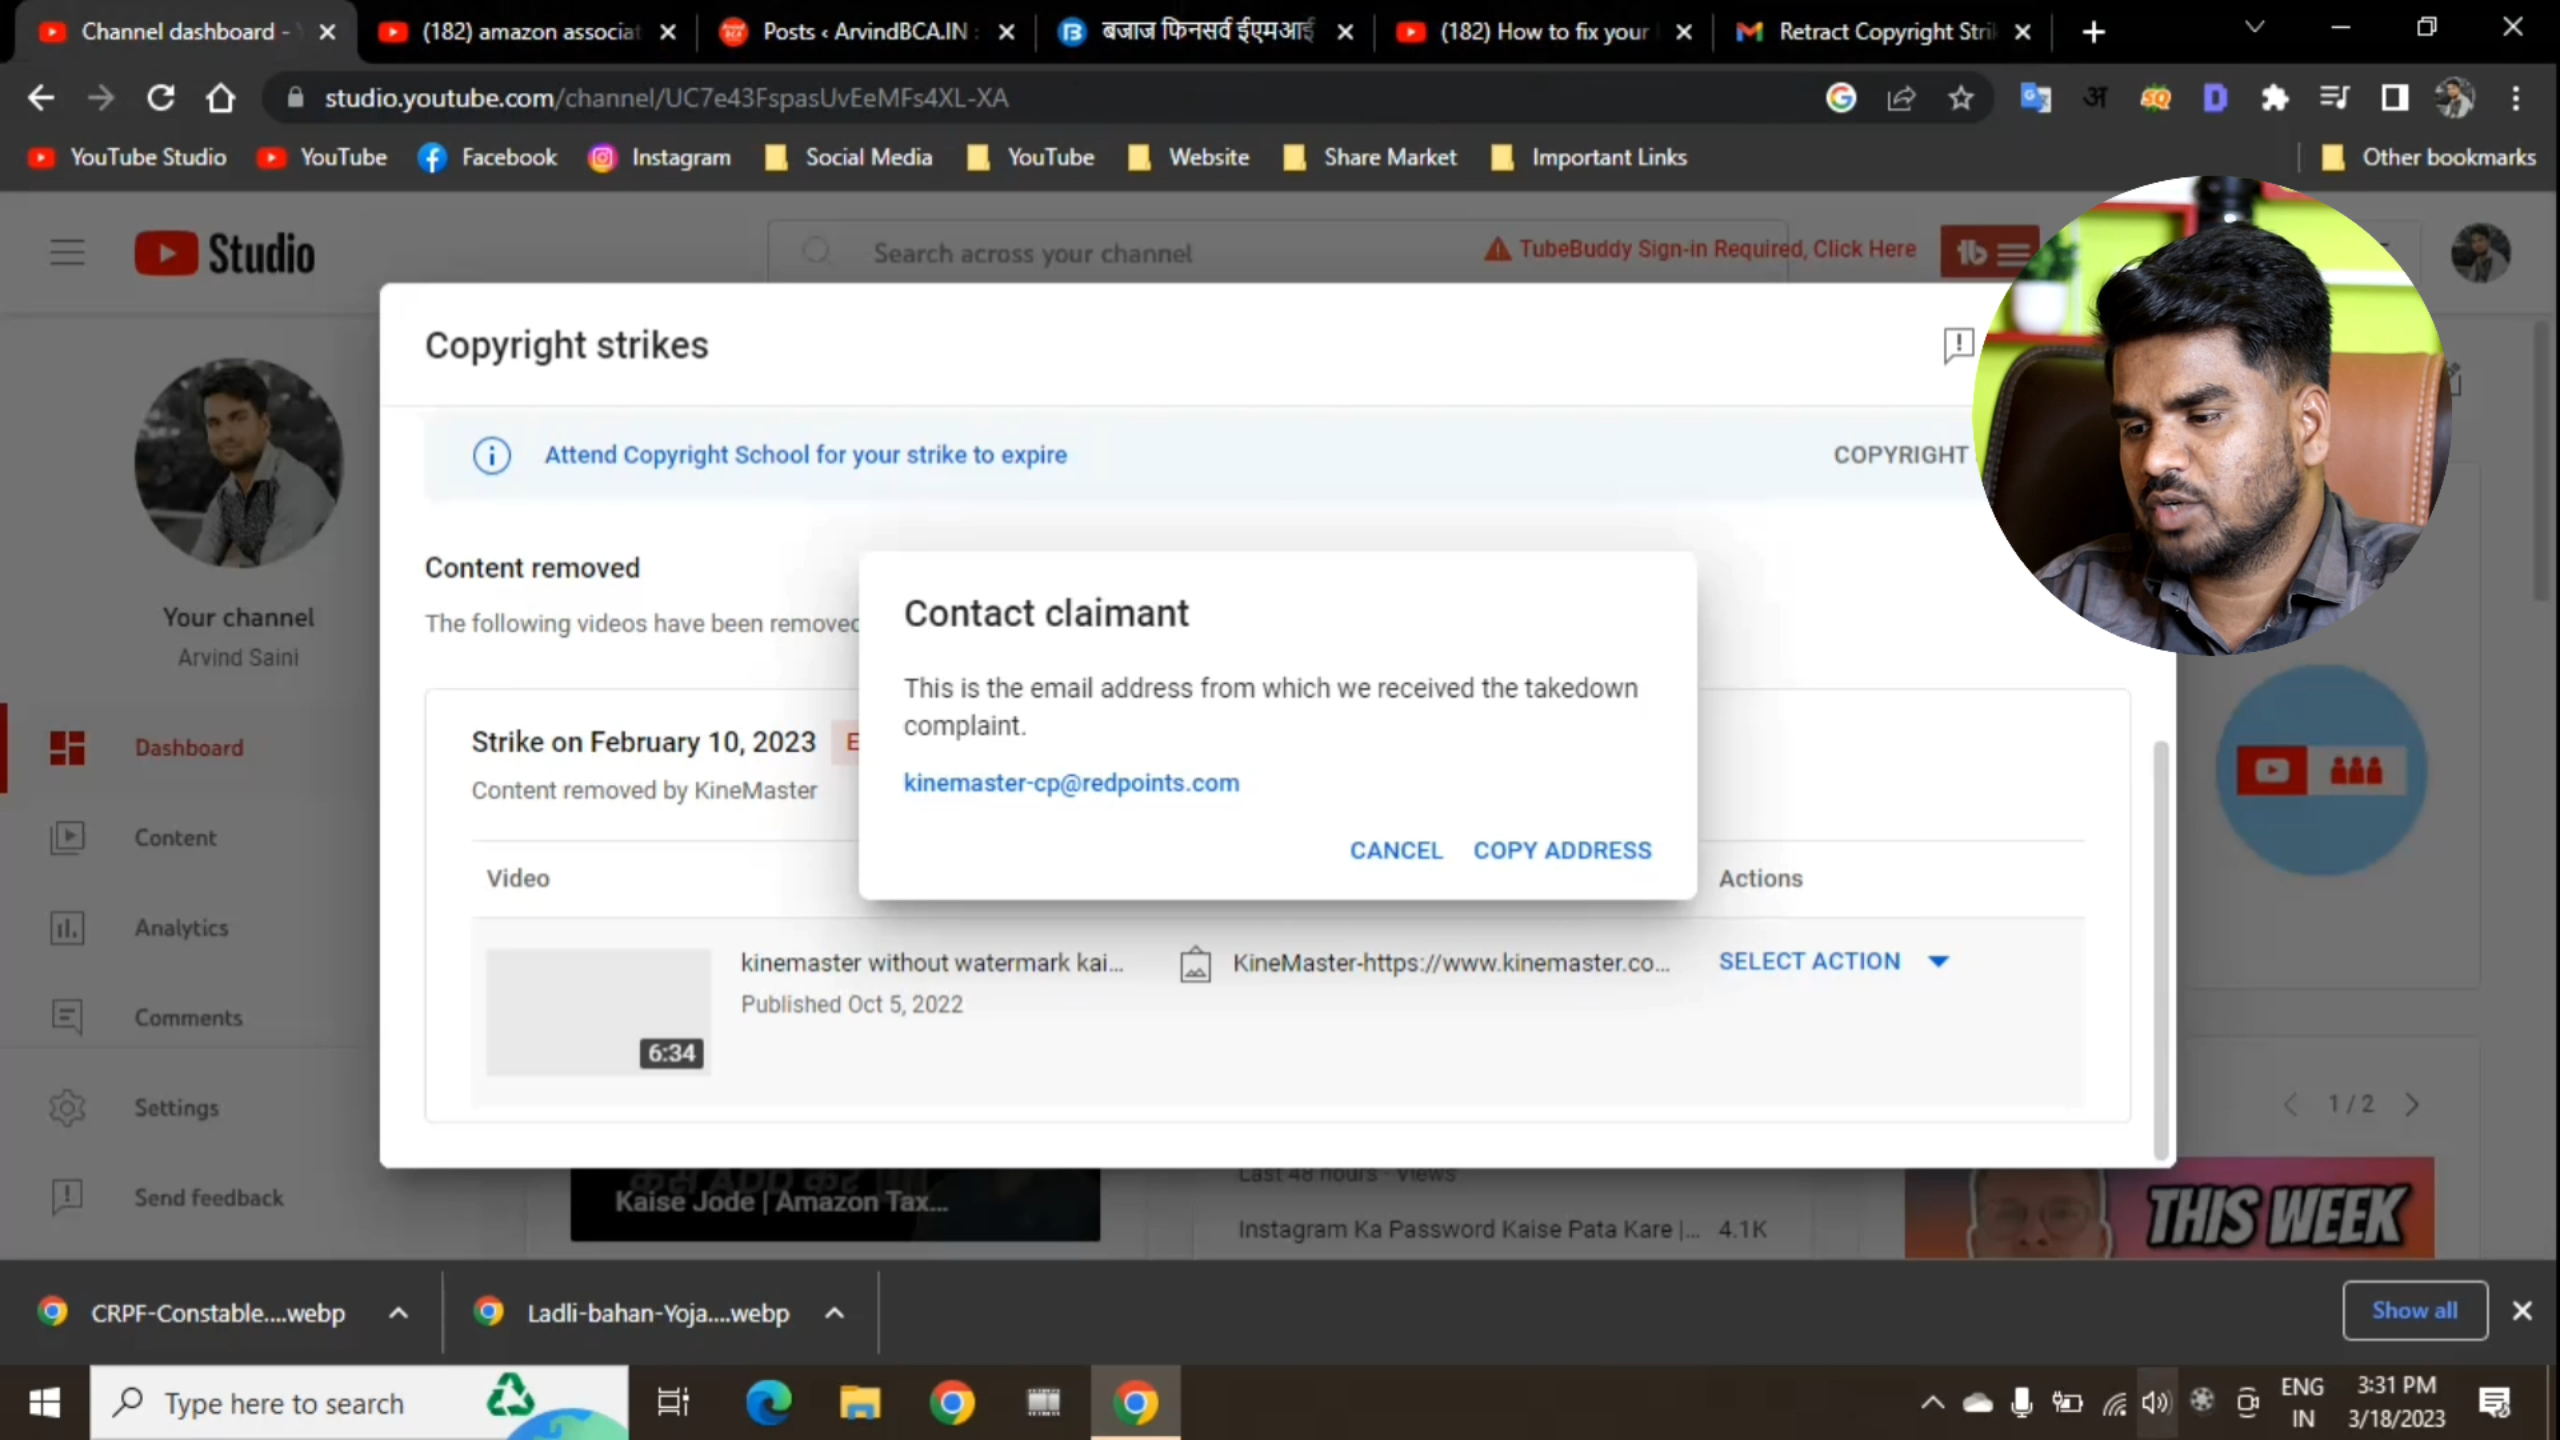 Channel dashboard -
(182) amazon associat
Posts ‹ ArvindBCA.IN
बजाज फिनसर्व ईएमआई
(182) How to fix your
Retract Copyright Stri
studio.youtube.com/channel/UC7e43FspasUvEeMFs4XL-XA
YouTube Studio
YouTube
Facebook
Instagram
Social Media
YouTube
Website
Share Market
Important Links
Other bookmarks
Studio
Search across your channel
TubeBuddy Sign-in Required, Click Here
Copyright strikes
Attend Copyright School for your strike to expire
COPYRIGHT
Your channel
Arvind Saini
Content removed
The following videos have been removed
Contact claimant
This is the email address from which we received the takedown
complaint.
kinemaster-cp@redpoints.com
CANCEL
COPY ADDRESS
Strike on February 10, 2023
Content removed by KineMaster
Video
Actions
kinemaster without watermark kai...
Published Oct 5, 2022
6:34
KineMaster-https://www.kinemaster.co...
SELECT ACTION
Dashboard
Content
Analytics
Comments
Settings
Send feedback
1 / 2
Kaise Jode | Amazon Tax...
Last 48 hours · Views
Instagram Ka Password Kaise Pata Kare |...
4.1K
THIS WEEK
CRPF-Constable....webp
Ladli-bahan-Yoja....webp
Show all
Type here to search
ENG
IN
3:31 PM
3/18/2023